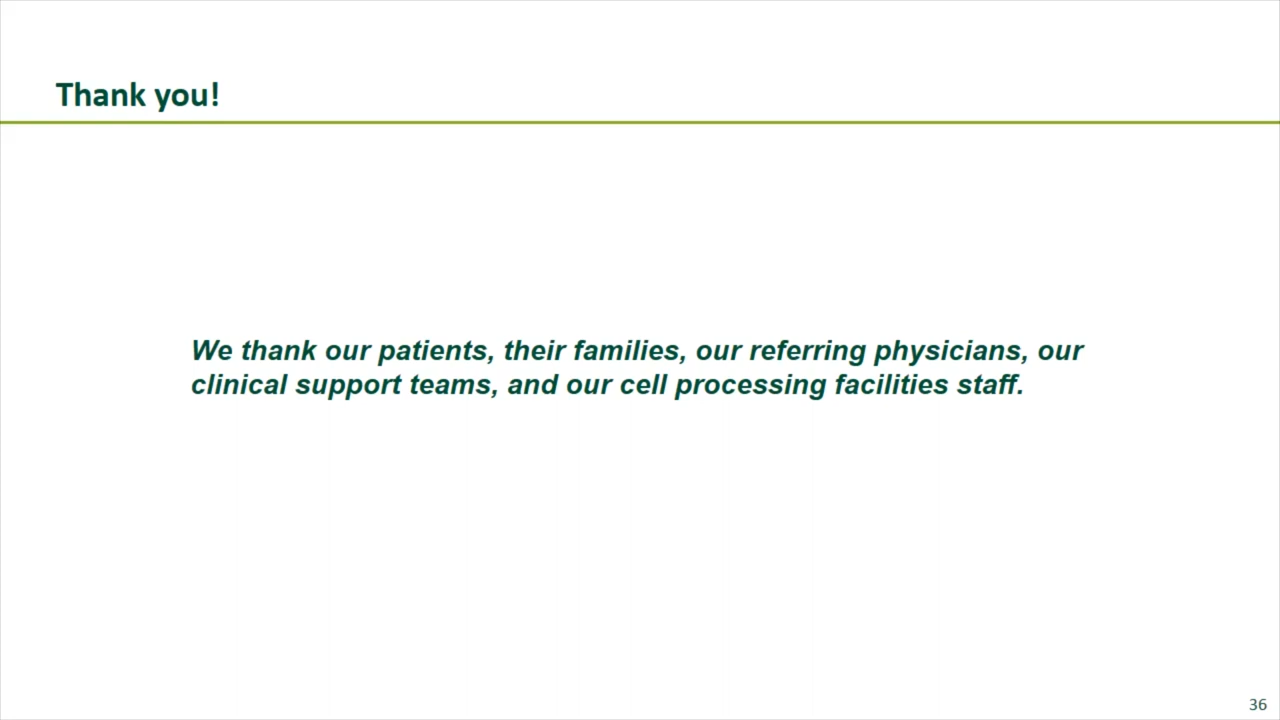 Thank you!
We thank our patients, their families, our referring physicians, our
clinical support teams, and our cell processing facilities staff.
36